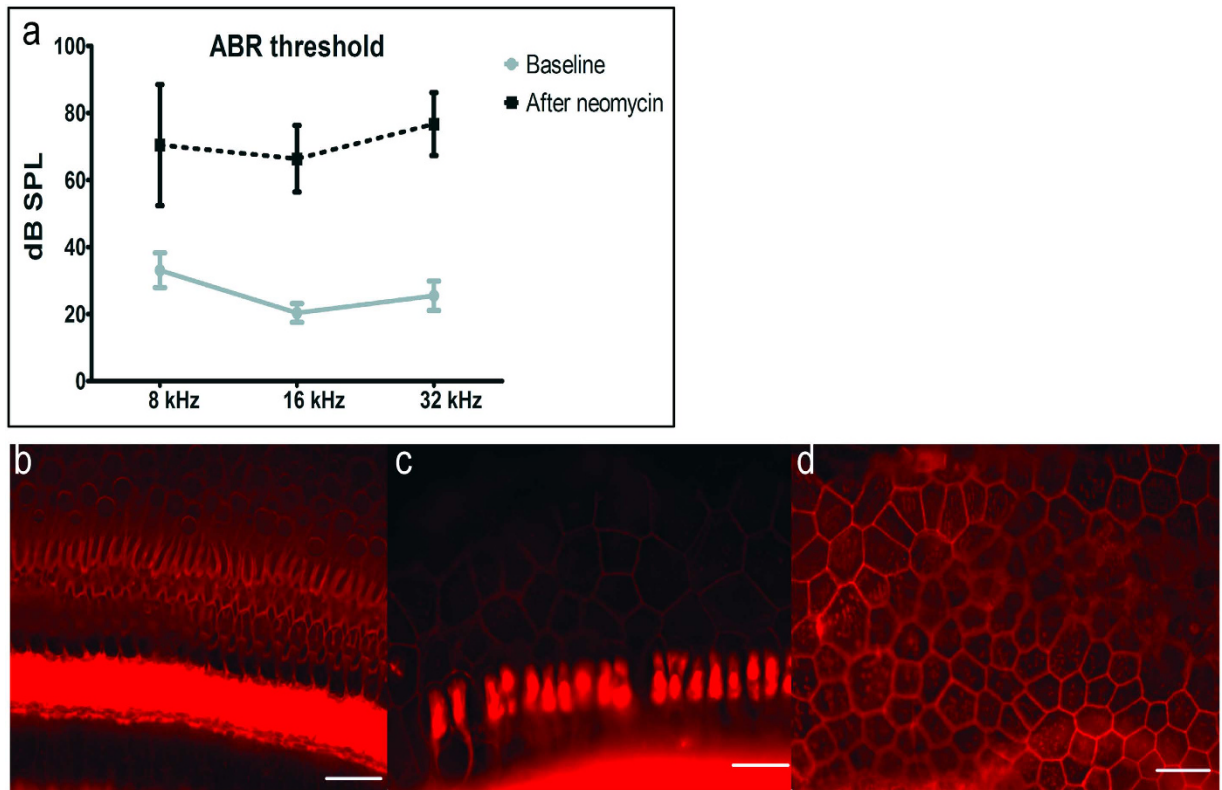 a
ABR threshold
Baseline
After neomycin
dB SPL
100
80
60
40
20
0
8 kHz
16 kHz
32 kHz
b
c
d